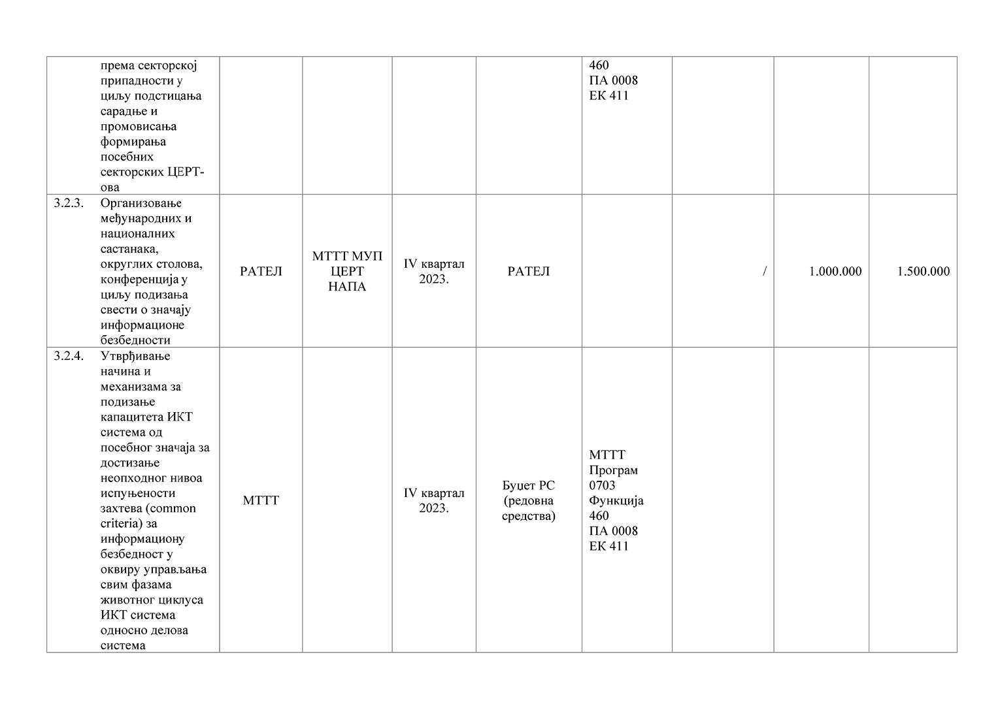 према секторској
припадности у
циљу подстицања
сарадње и
промовисања
формирања
посебних
секторских ЦЕРТ-
ова
460
ПА 0008
ЕК 411
3.2.3.
Организовање
међународних и
националних
састанака,
округлих столова,
конференција у
циљу подизања
свести о значају
информационе
безбедности
РАТЕЛ
МТТТ МУП
ЦЕРТ
НАПА
IV квартал
2023.
РАТЕЛ
/
1.000.000
1.500.000
3.2.4.
Утврђивање
начина и
механизама за
подизање
капацитета ИКТ
система од
посебног значаја за
достизање
неопходног нивоа
испуњености
захтева (common
criteria) за
информациону
безбедност у
оквиру управљања
свим фазама
животног циклуса
ИКТ система
односно делова
система
МТТТ
IV квартал
2023.
Буџет РС
(редовна
средства)
МТТТ
Програм
0703
Функција
460
ПА 0008
ЕК 411